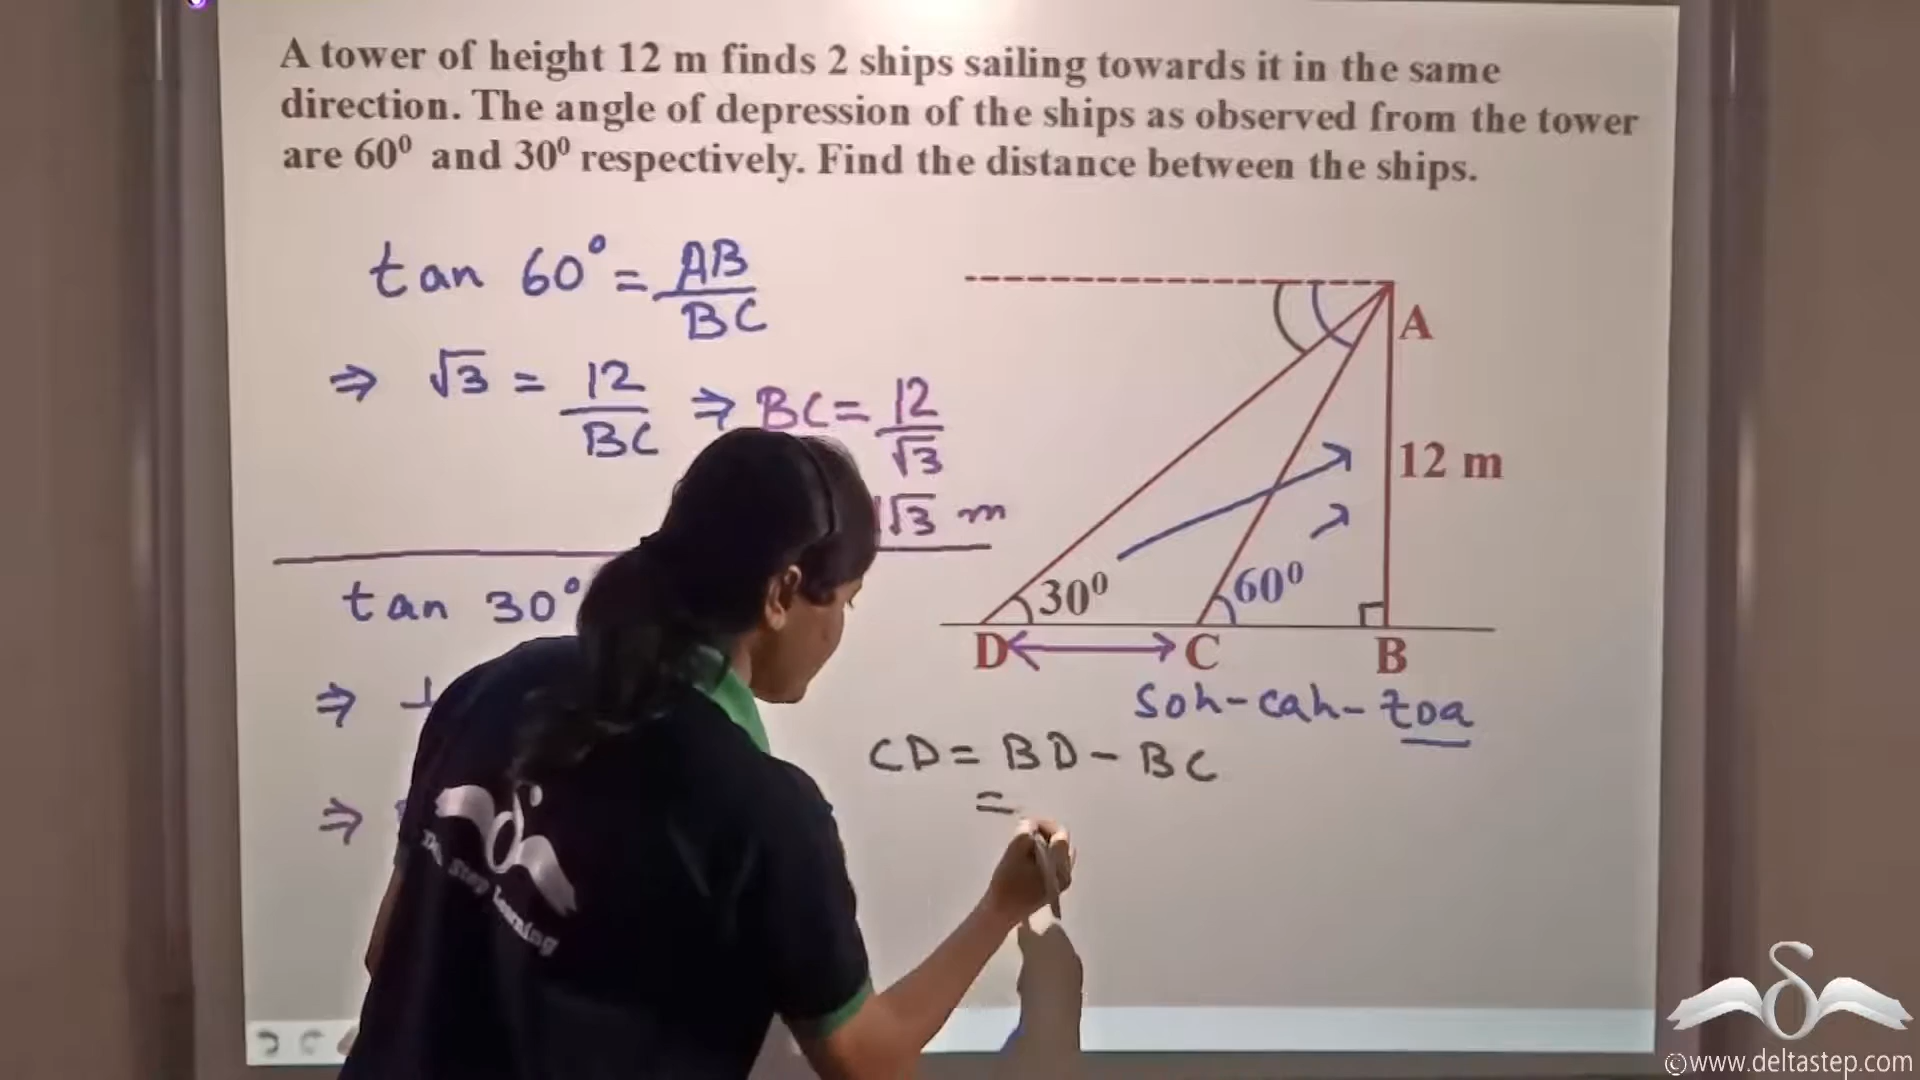 A tower of height 12 m finds 2 ships sailing towards it in the same
direction. The angle of depression of the ships as observed from the tower
are 60⁰ and 30⁰ respectively. Find the distance between the ships.
tan 60° = AB/BC
⇒ √3 = 12/BC ⇒ BC = 12/√3
√3 m
tan 30°
⇒ 1
⇒
A
12 m
30⁰
60⁰
D
C
B
soh-cah-toa
CD = BD - BC
=
Step Learning
©www.deltastep.com